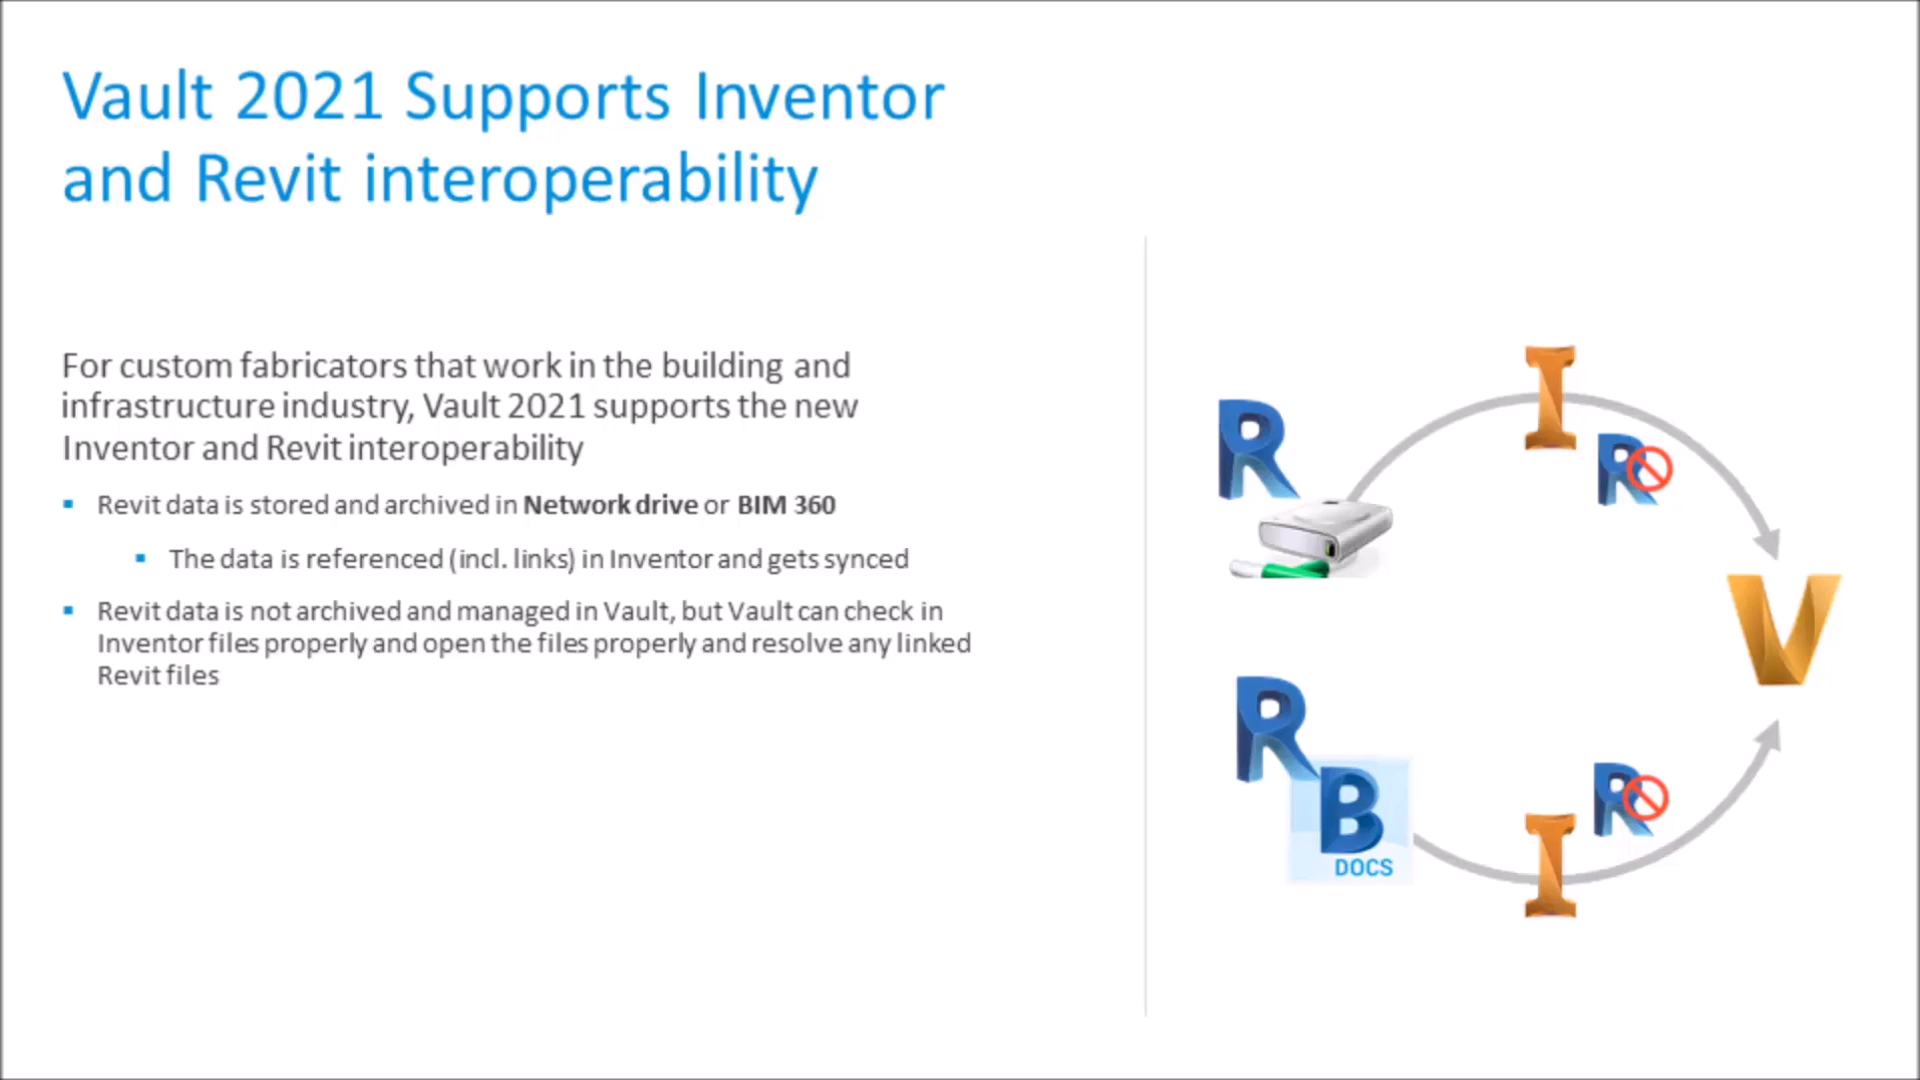 Vault 2021 Supports Inventor
and Revit interoperability
For custom fabricators that work in the building and
infrastructure industry, Vault 2021 supports the new
Inventor and Revit interoperability
Revit data is stored and archived in Network drive or BIM 360
The data is referenced (incl. links) in Inventor and gets synced
Revit data is not archived and managed in Vault, but Vault can check in
Inventor files properly and open the files properly and resolve any linked
Revit files
I
R
R
V
R
R
B
DOCS
I